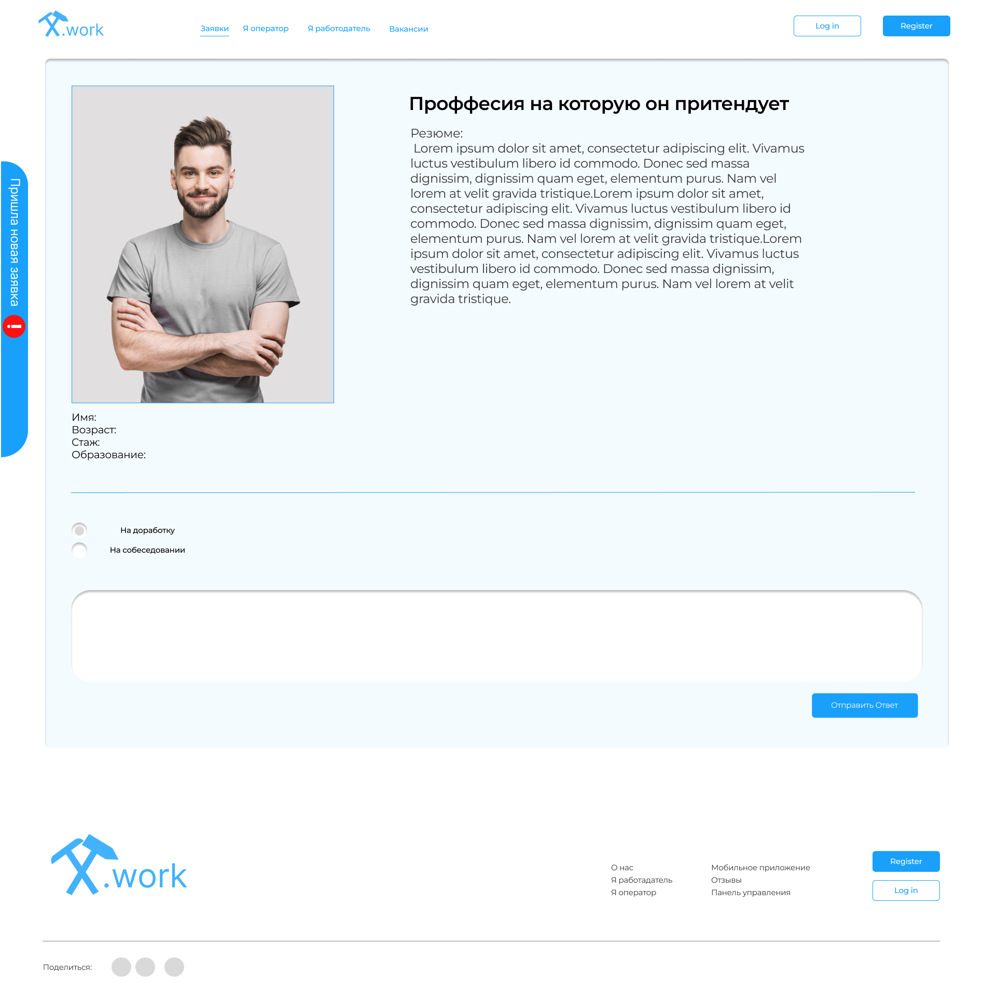 .work
Заявки
Я оператор
Я работодатель
Вакансии
Log in
Register
Пришла новая заявка
Проффесия на которую он притендует
Резюме:
Lorem ipsum dolor sit amet, consectetur adipiscing elit. Vivamus
luctus vestibulum libero id commodo. Donec sed massa
dignissim, dignissim quam eget, elementum purus. Nam vel
lorem at velit gravida tristique.Lorem ipsum dolor sit amet,
consectetur adipiscing elit. Vivamus luctus vestibulum libero id
commodo. Donec sed massa dignissim, dignissim quam eget,
elementum purus. Nam vel lorem at velit gravida tristique.Lorem
ipsum dolor sit amet, consectetur adipiscing elit. Vivamus luctus
vestibulum libero id commodo. Donec sed massa dignissim,
dignissim quam eget, elementum purus. Nam vel lorem at velit
gravida tristique.
Имя:
Возраст:
Стаж:
Образование:
На доработку
На собеседовании
Отправить Ответ
.work
О нас
Я работадатель
Я оператор
Мобильное приложение
Отзывы
Панель управления
Register
Log in
Поделиться: